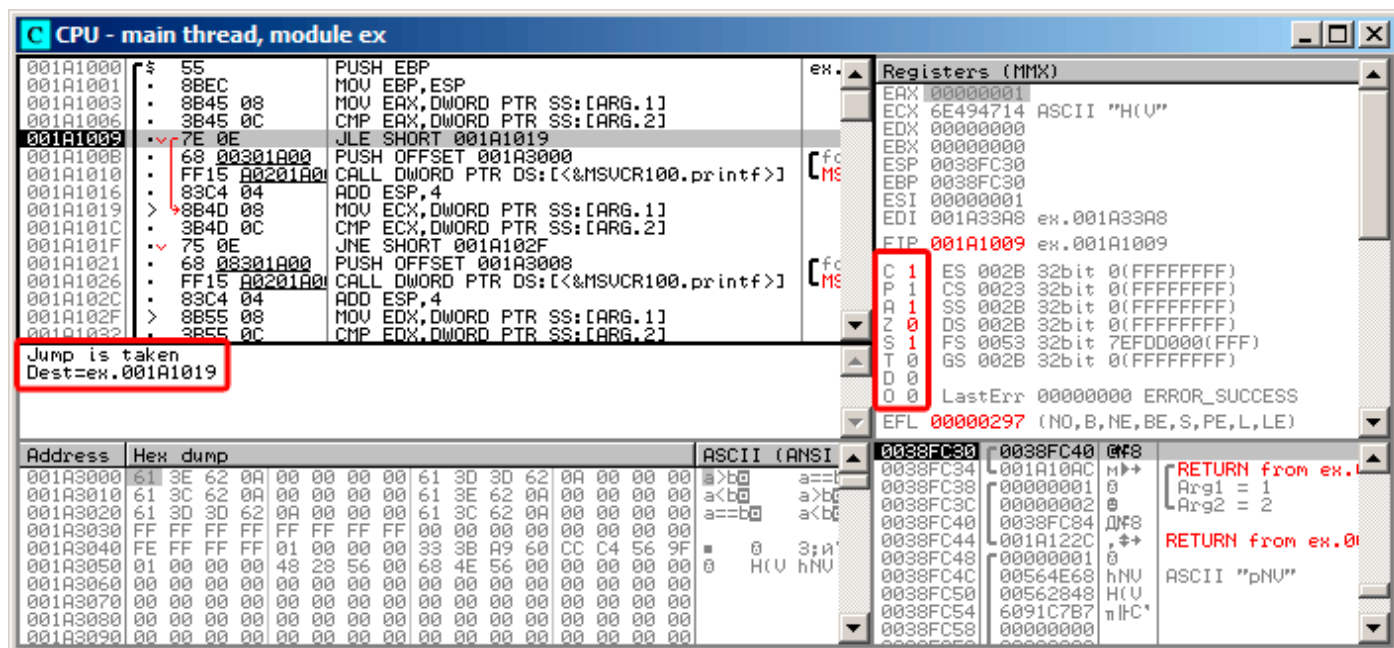 C CPU - main thread, module ex
001A1000 $ 55 PUSH EBP ex.
001A1001 . 8BEC MOV EBP,ESP
001A1003 . 8B45 08 MOV EAX,DWORD PTR SS:[ARG.1]
001A1006 . 3B45 0C CMP EAX,DWORD PTR SS:[ARG.2]
001A1009 . 7E 0E JLE SHORT 001A1019
001A100B . 68 00301A00 PUSH OFFSET 001A3000
001A1010 . FF15 A0201A0 CALL DWORD PTR DS:[<&MSVCR100.printf>] MS
001A1016 . 83C4 04 ADD ESP,4
001A1019 > 8B4D 08 MOV ECX,DWORD PTR SS:[ARG.1]
001A101C . 3B4D 0C CMP ECX,DWORD PTR SS:[ARG.2]
001A101F . 75 0E JNE SHORT 001A102F
001A1021 . 68 08301A00 PUSH OFFSET 001A3008
001A1026 . FF15 A0201A0 CALL DWORD PTR DS:[<&MSVCR100.printf>] MS
001A102C . 83C4 04 ADD ESP,4
001A102F > 8B55 08 MOV EDX,DWORD PTR SS:[ARG.1]
001A1032 . 3B55 0C CMP EDX,DWORD PTR SS:[ARG.2]
Jump is taken
Dest=ex.001A1019
Registers (MMX)
EAX 00000001
ECX 6E494714 ASCII "H(V"
EDX 00000000
EBX 00000000
ESP 0038FC30
EBP 0038FC30
ESI 00000001
EDI 001A33A8 ex.001A33A8
EIP 001A1009 ex.001A1009
C 1 ES 002B 32bit 0(FFFFFFFF)
P 1 CS 0023 32bit 0(FFFFFFFF)
A 1 SS 002B 32bit 0(FFFFFFFF)
Z 0 DS 002B 32bit 0(FFFFFFFF)
S 1 FS 0053 32bit 7EFDD000(FFF)
T 0 GS 002B 32bit 0(FFFFFFFF)
D 0
O 0 LastErr 00000000 ERROR_SUCCESS
EFL 00000297 (NO,B,NE,BE,S,PE,L,LE)
Address Hex dump ASCII (ANSI
001A3000 61 3E 62 0A 00 00 00 00 61 3D 3D 62 0A 00 00 00 a>b a==b
001A3010 61 3C 62 0A 00 00 00 00 61 3E 62 0A 00 00 00 00 a<b a>b
001A3020 61 3D 3D 62 0A 00 00 00 61 3C 62 0A 00 00 00 00 a==b a<b
001A3030 FF FF FF FF FF FF FF FF 00 00 00 00 00 00 00 00
001A3040 FE FF FF FF 01 00 00 00 33 3B A9 60 CC C4 56 9F 3;
001A3050 01 00 00 00 48 28 56 00 68 4E 56 00 00 00 00 00 H(V hNV
001A3060 00 00 00 00 00 00 00 00 00 00 00 00 00 00 00 00
001A3070 00 00 00 00 00 00 00 00 00 00 00 00 00 00 00 00
001A3080 00 00 00 00 00 00 00 00 00 00 00 00 00 00 00 00
001A3090 00 00 00 00 00 00 00 00 00 00 00 00 00 00 00 00
0038FC30 0038FC40
0038FC34 001A10AC RETURN from ex.
0038FC38 00000001 Arg1 = 1
0038FC3C 00000002 Arg2 = 2
0038FC40 0038FC84
0038FC44 001A122C RETURN from ex.0
0038FC48 00000001
0038FC4C 00564E68 hNV ASCII "pNV"
0038FC50 00562848 H(V
0038FC54 6091C7B7
0038FC58 00000000